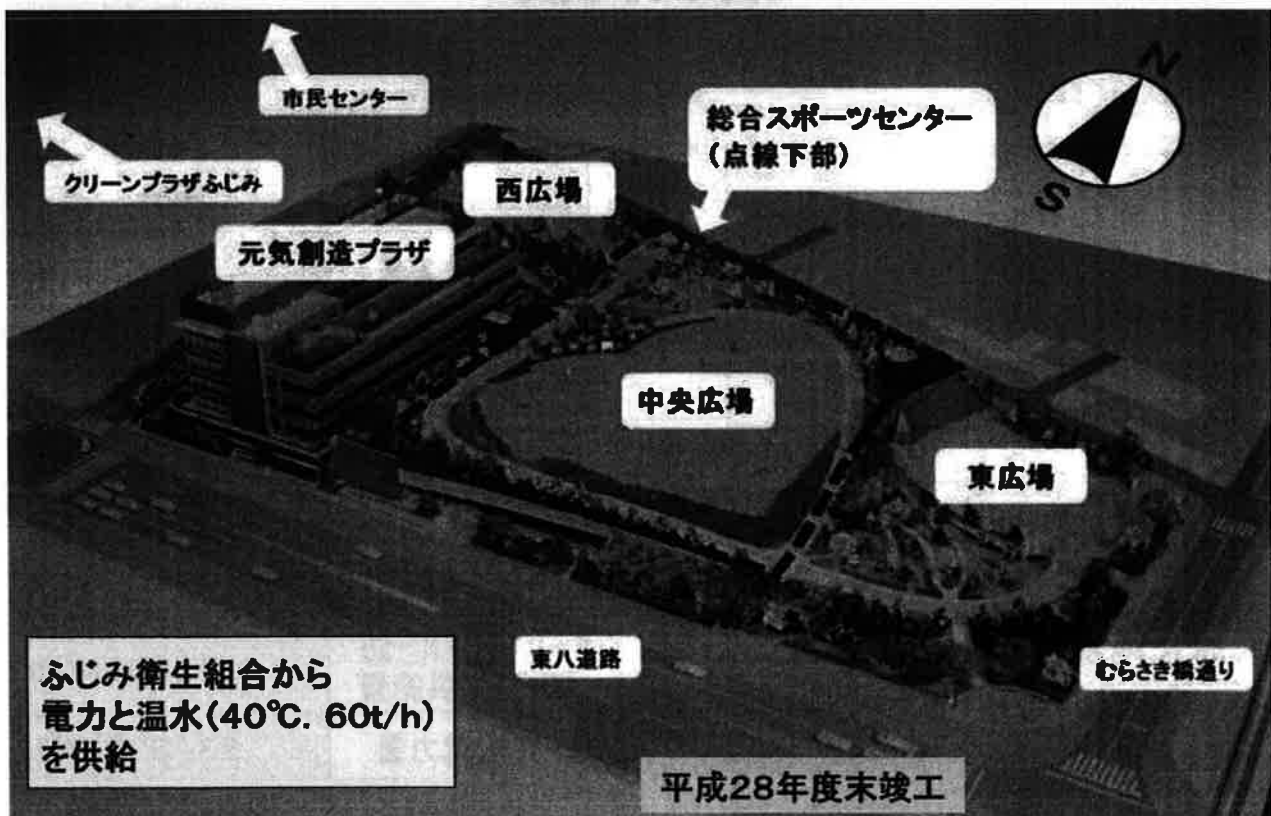 市民センター
クリーンプラザふじみ
総合スポーツセンター
(点線下部)
N
S
西広場
元気創造プラザ
中央広場
東広場
東八道路
むらさき橋通り
ふじみ衛生組合から
電力と温水(40℃. 60t/h)
を供給
平成28年度末竣工